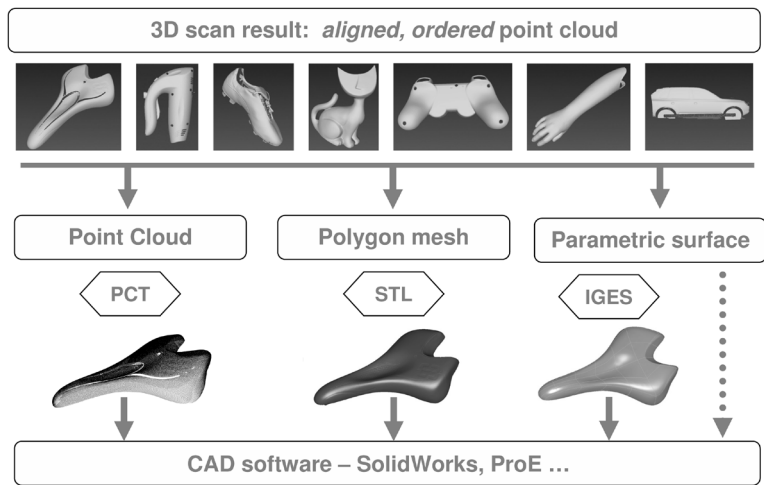 3D scan result: aligned, ordered point cloud
Point Cloud
Polygon mesh
Parametric surface
PCT
STL
IGES
CAD software – SolidWorks, ProE ...